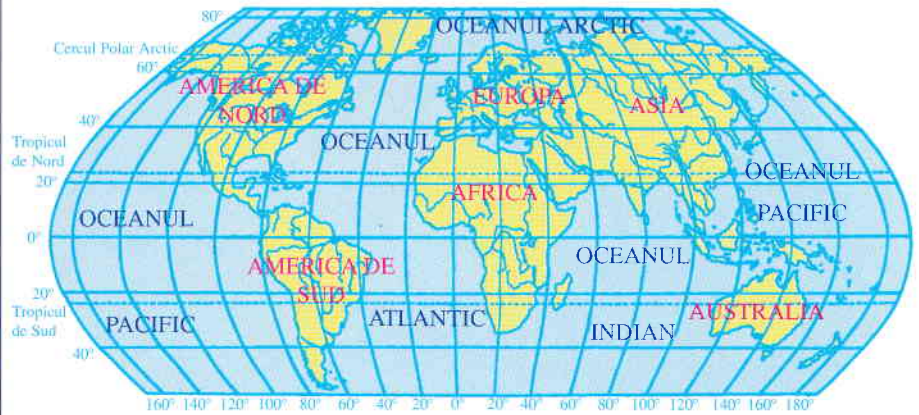 80°
OCEANUL ARCTIC
Cercul Polar Arctic
60°
AMERICA DE
NORD
EUROPA
ASIA
40°
Tropicul
de Nord
OCEANUL
20°
AFRICA
OCEANUL
PACIFIC
OCEANUL
0°
OCEANUL
AMERICA DE
SUD
20°
Tropicul
de Sud
PACIFIC
ATLANTIC
INDIAN
AUSTRALIA
40°
160° 140° 120° 100° 80° 60° 40° 20° 0° 20° 40° 60° 80° 100° 120° 140° 160° 180°